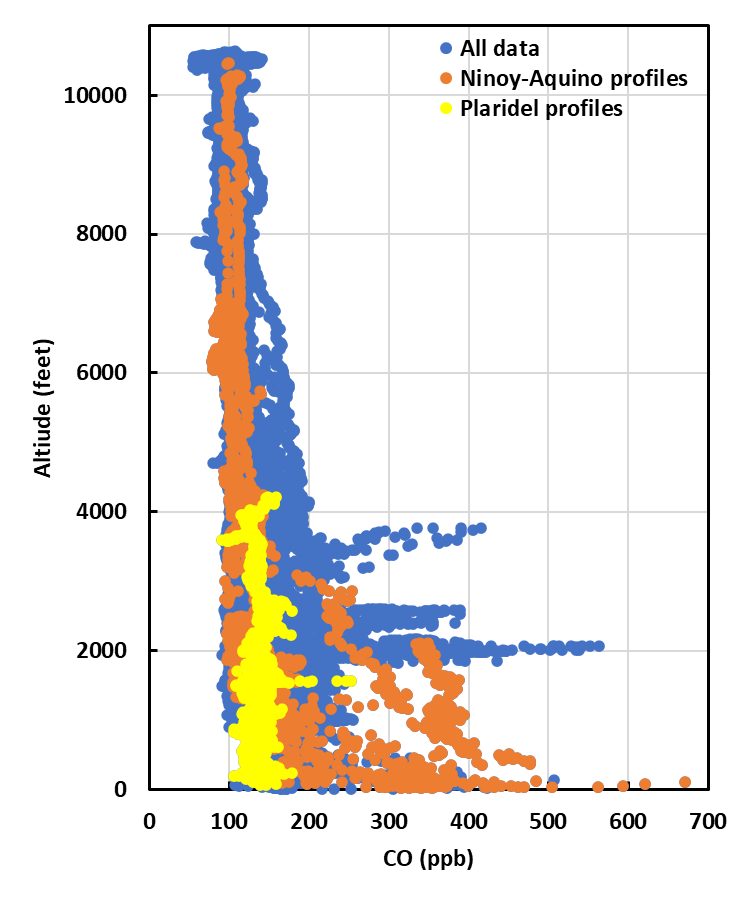 All data
Ninoy-Aquino profiles
Plaridel profiles
10000
8000
6000
4000
2000
0
Altiude (feet)
0 100 200 300 400 500 600 700
CO (ppb)